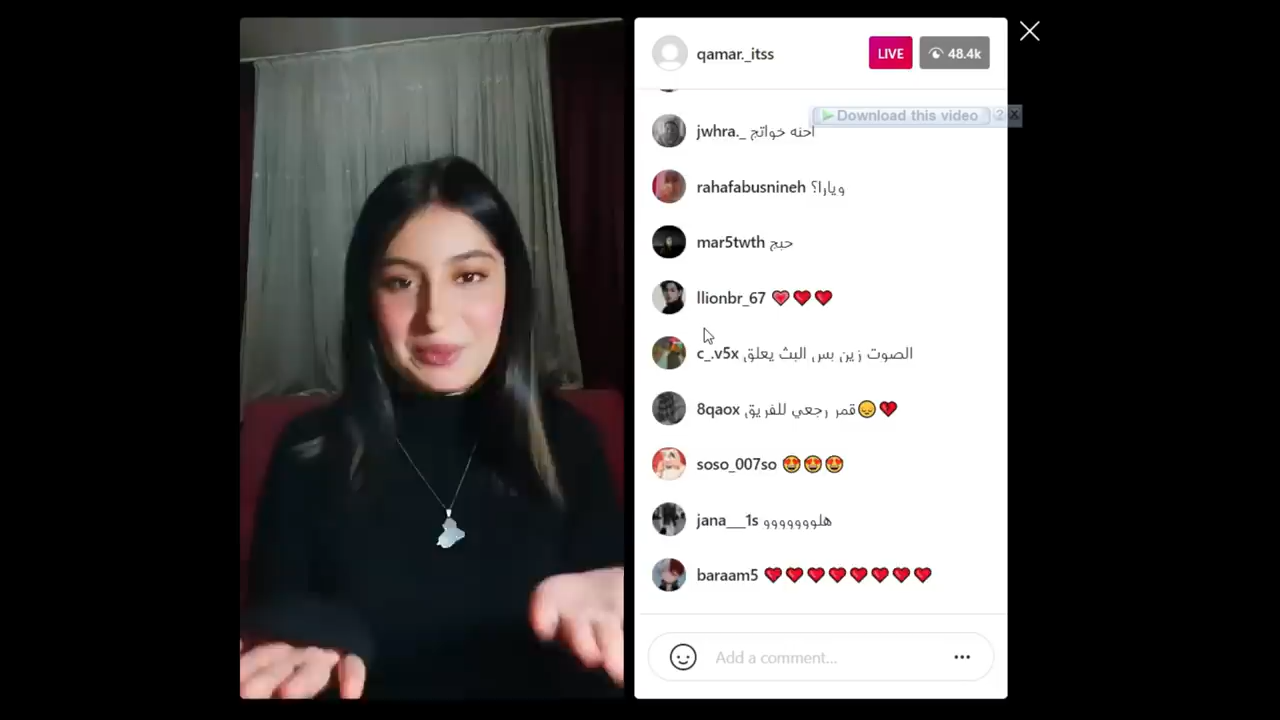 qamar._itss
LIVE
48.4k
Download this video
? X
jwhra._ احنه خواتج
rahafabusnineh ويارا؟
mar5twth حبج
llionbr_67
c_.v5x الصوت زين بس البث يعلق
8qaox قمر رجعي للفريق
soso_007so
jana__1s هلووووووو
baraam5
Add a comment...